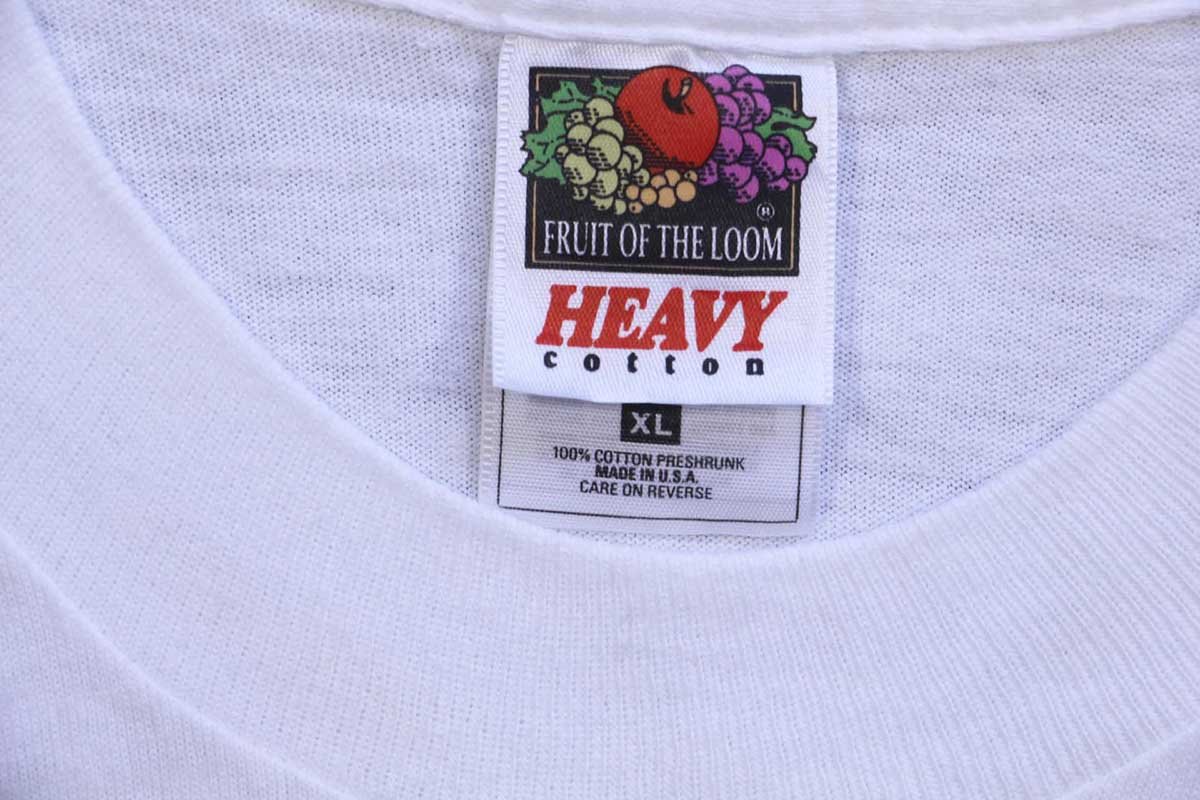 ®
FRUIT OF THE LOOM
HEAVY
cotton
XL
100% COTTON PRESHRUNK
MADE IN U.S.A.
CARE ON REVERSE